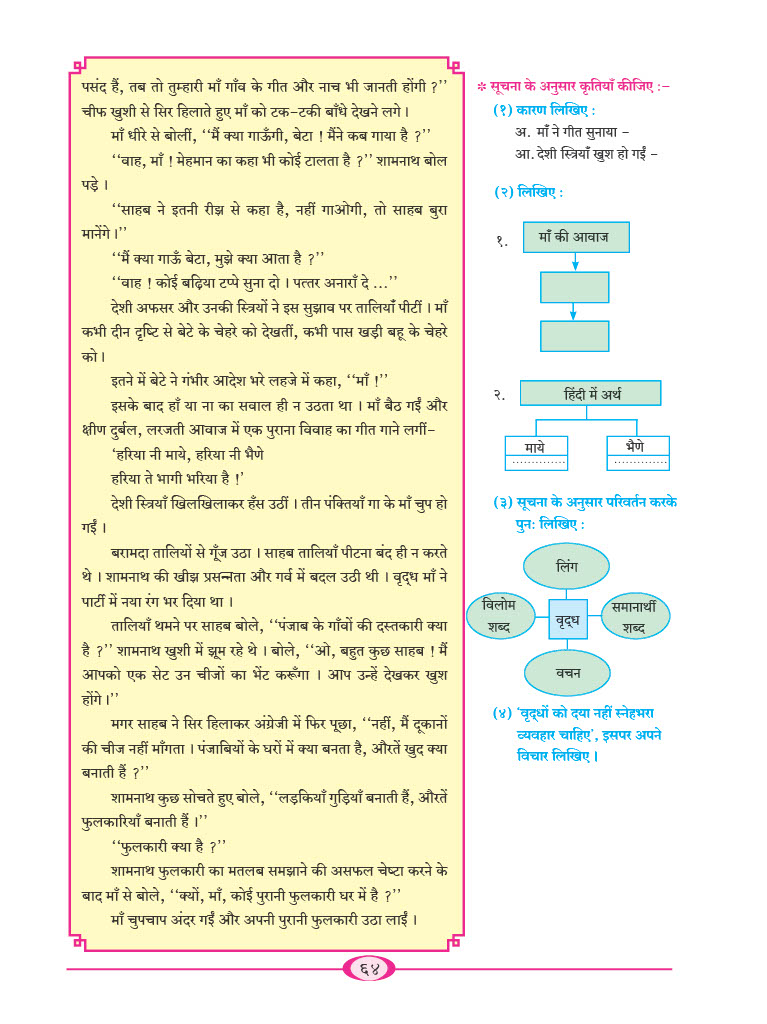 पसंद हैं, तब तो तुम्हारी माँ गाँव के गीत और नाच भी जानती होंगी ?’’
चीफ खुशी से सिर हिलाते हुए माँ को टक-टकी बाँधे देखने लगे ।
माँ धीरे से बोलीं, ‘‘मैं क्या गाऊँगी, बेटा ! मैंने कब गाया है ?’’
‘‘वाह, माँ ! मेहमान का कहा भी कोई टालता है ?’’ शामनाथ बोल
पड़े ।
‘‘साहब ने इतनी रीझ से कहा है, नहीं गाओगी, तो साहब बुरा
मानेंगे ।’’
‘‘मैं क्या गाऊँ बेटा, मुझे क्या आता है ?’’
‘‘वाह ! कोई बढ़िया टप्पे सुना दो । पत्तर अनाराँ दे ...’’
देशी अफसर और उनकी स्त्रियों ने इस सुझाव पर तालियाँ पीटीं । माँ
कभी दीन दृष्टि से बेटे के चेहरे को देखतीं, कभी पास खड़ी बहू के चेहरे
को ।
इतने में बेटे ने गंभीर आदेश भरे लहजे में कहा, ‘‘माँ !’’
इसके बाद हाँ या ना का सवाल ही न उठता था । माँ बैठ गईं और
क्षीण दुर्बल, लरजती आवाज में एक पुराना विवाह का गीत गाने लगीं-
‘हरिया नी माये, हरिया नी भैणे
हरिया ते भागी भरिया है !’
देशी स्त्रियाँ खिलखिलाकर हँस उठीं । तीन पंक्तियाँ गा के माँ चुप हो
गईं ।
बरामदा तालियों से गूँज उठा । साहब तालियाँ पीटना बंद ही न करते
थे । शामनाथ की खीझ प्रसन्नता और गर्व में बदल उठी थी । वृद्ध माँ ने
पार्टी में नया रंग भर दिया था ।
तालियाँ थमने पर साहब बोले, ‘‘पंजाब के गाँवों की दस्तकारी क्या
है ?’’ शामनाथ खुशी में झूम रहे थे । बोले, ‘‘ओ, बहुत कुछ साहब ! मैं
आपको एक सेट उन चीजों का भेंट करूँगा । आप उन्हें देखकर खुश
होंगे ।’’
मगर साहब ने सिर हिलाकर अंग्रेजी में फिर पूछा, ‘‘नहीं, मैं दूकानों
की चीज नहीं माँगता । पंजाबियों के घरों में क्या बनता है, औरतें खुद क्या
बनाती हैं ?’’
शामनाथ कुछ सोचते हुए बोले, ‘‘लड़कियाँ गुड़ियाँ बनाती हैं, औरतें
फुलकारियाँ बनाती हैं ।’’
‘‘फुलकारी क्या है ?’’
शामनाथ फुलकारी का मतलब समझाने की असफल चेष्टा करने के
बाद माँ से बोले, ‘‘क्यों, माँ, कोई पुरानी फुलकारी घर में है ?’’
माँ चुपचाप अंदर गईं और अपनी पुरानी फुलकारी उठा लाईं ।
* सूचना के अनुसार कृतियाँ कीजिए :-
(१) कारण लिखिए :
अ. माँ ने गीत सुनाया -
आ. देशी स्त्रियाँ खुश हो गईं -
(२) लिखिए :
१. माँ की आवाज
२. हिंदी में अर्थ
माये भैणे
.............. ..............
(३) सूचना के अनुसार परिवर्तन करके
पुनः लिखिए :
लिंग
विलोम
शब्द
वृद्ध
समानार्थी
शब्द
वचन
(४) ‘वृद्धों को दया नहीं स्नेहभरा
व्यवहार चाहिए’, इसपर अपने
विचार लिखिए ।
६४